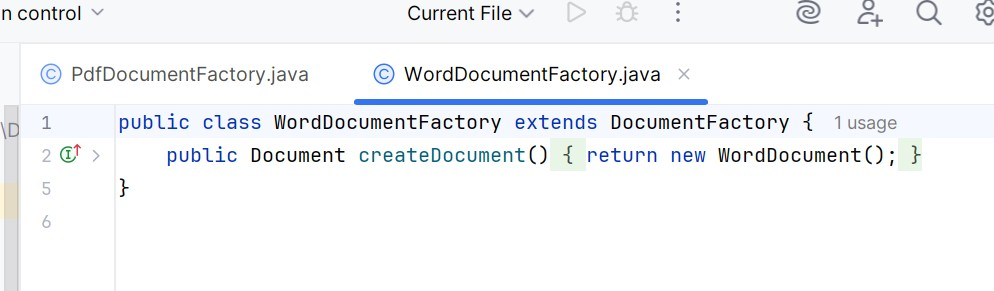 n control Current File
\D
PdfDocumentFactory.java WordDocumentFactory.java
1 public class WordDocumentFactory extends DocumentFactory { 1 usage
2 public Document createDocument() { return new WordDocument(); }
5 }
6